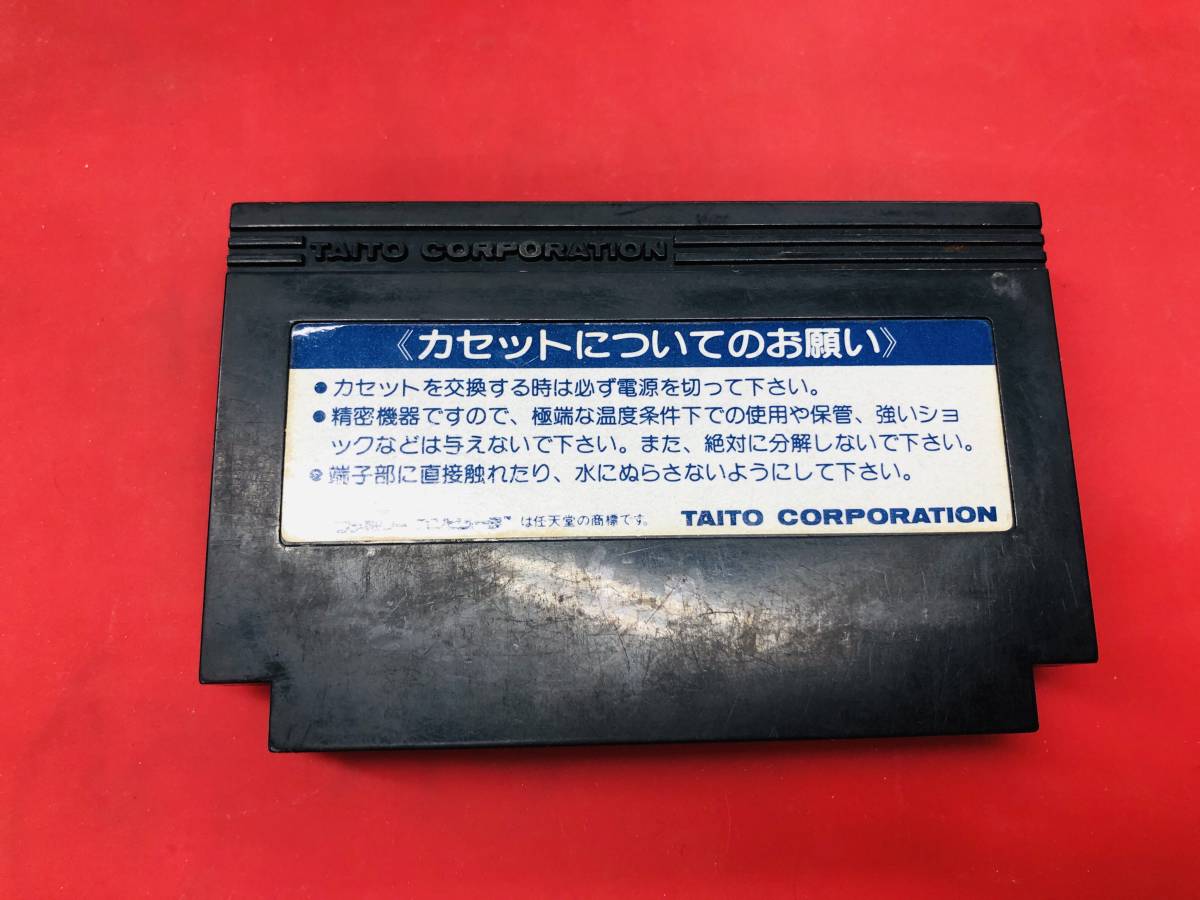 TAITO CORPORATION
《カセットについてのお願い》
●カセットを交換する時は必ず電源を切って下さい。
●精密機器ですので、極端な温度条件下での使用や保管、強いショ
ックなどは与えないで下さい。また、絶対に分解しないで下さい。
●端子部に直接触れたり、水にぬらさないようにして下さい。
は任天堂の商標です。 TAITO CORPORATION